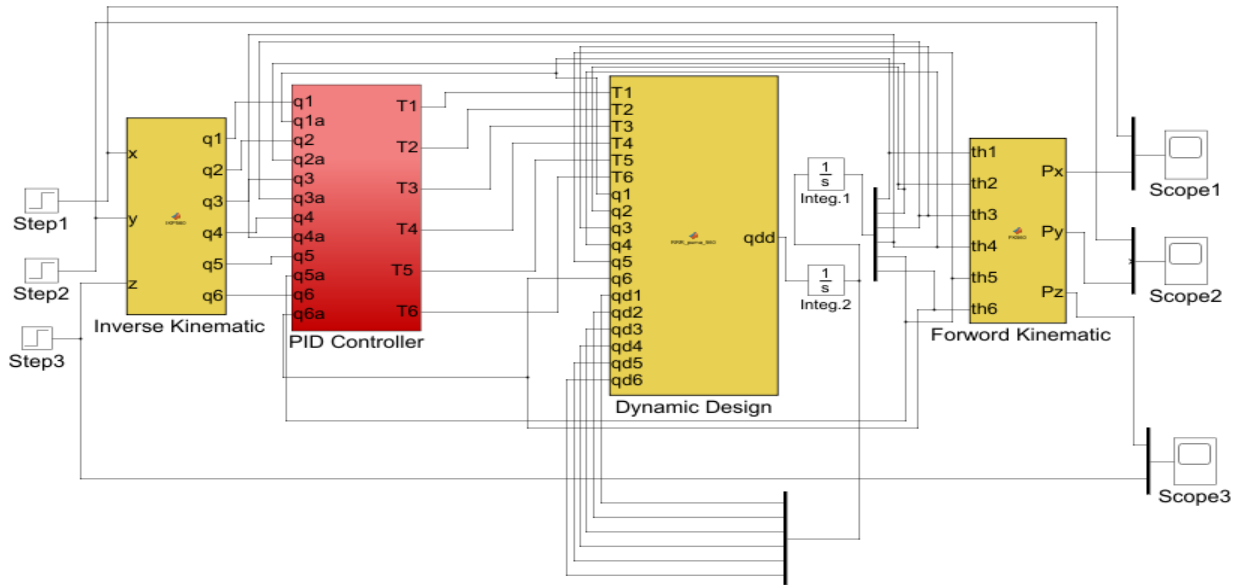 Step1
Step2
Step3
x
y
z
q1
q2
q3
q4
q5
q6
Inverse Kinematic
q1
q1a
q2
q2a
q3
q3a
q4
q4a
q5
q5a
q6
q6a
T1
T2
T3
T4
T5
T6
PID Controller
T1
T2
T3
T4
T5
T6
q1
q2
q3
q4
q5
q6
qd1
qd2
qd3
qd4
qd5
qd6
qdd
Dynamic Design
1
s
Integ.1
1
s
Integ.2
th1
th2
th3
th4
th5
th6
Px
Py
Pz
Forword Kinematic
Scope1
Scope2
Scope3